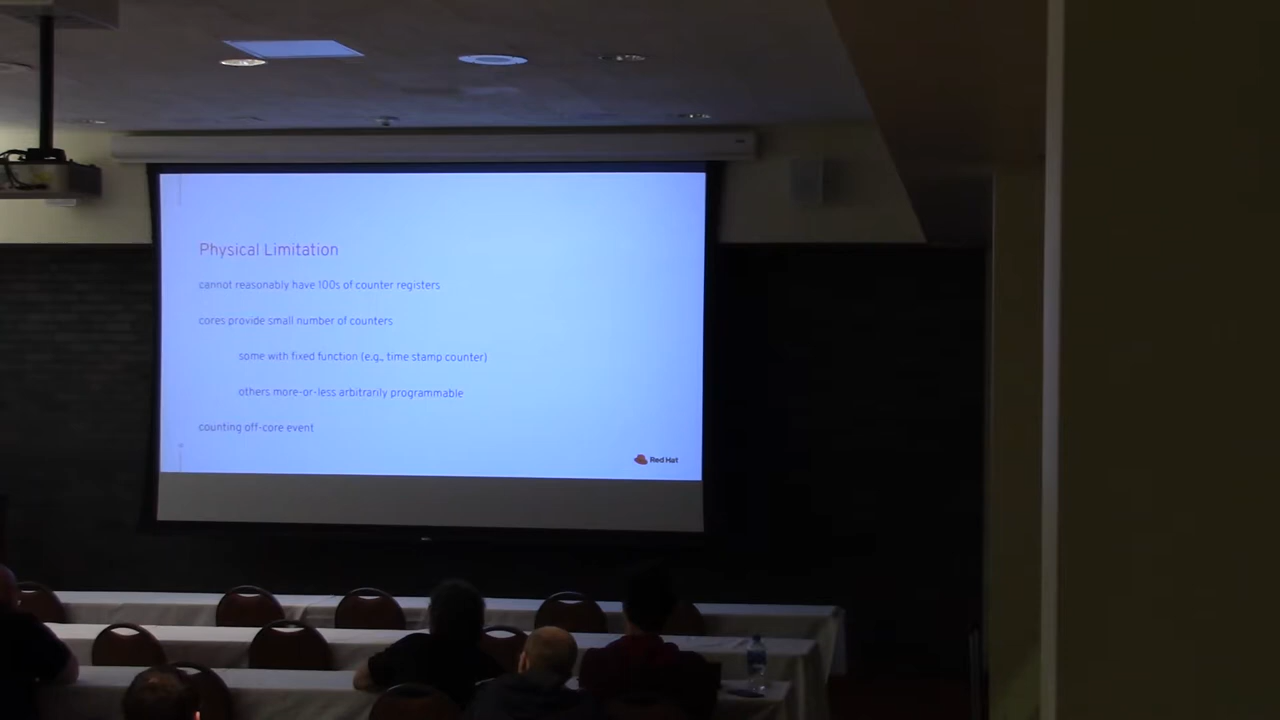 Physical Limitation
cannot reasonably have 100s of counter registers
cores provide small number of counters
some with fixed function (e.g., time stamp counter)
others more-or-less arbitrarily programmable
counting off-core event
Red Hat